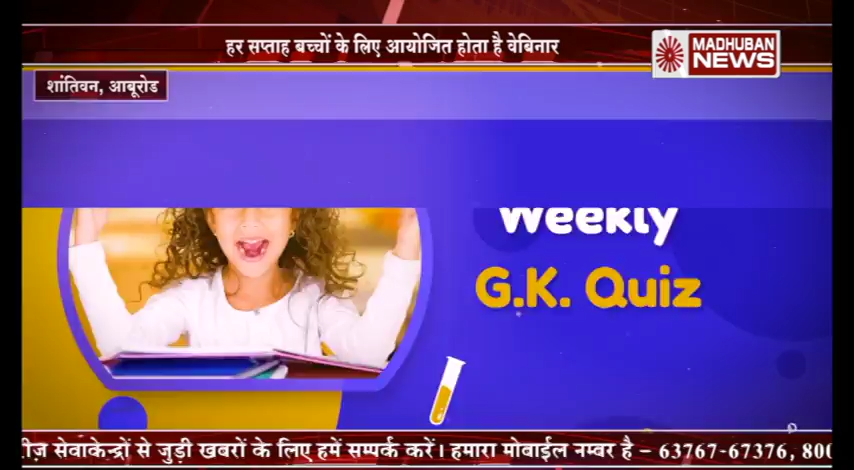 हर सप्ताह बच्चों के लिए आयोजित होता है वेबिनार
MADHUBAN
NEWS
शांतिवन, आबूरोड
Weekly
G.K. Quiz
सेवाकेन्द्रों से जुड़ी खबरों के लिए हमें सम्पर्क करें। हमारा मोबाईल नम्बर है – 63767-67376, 800